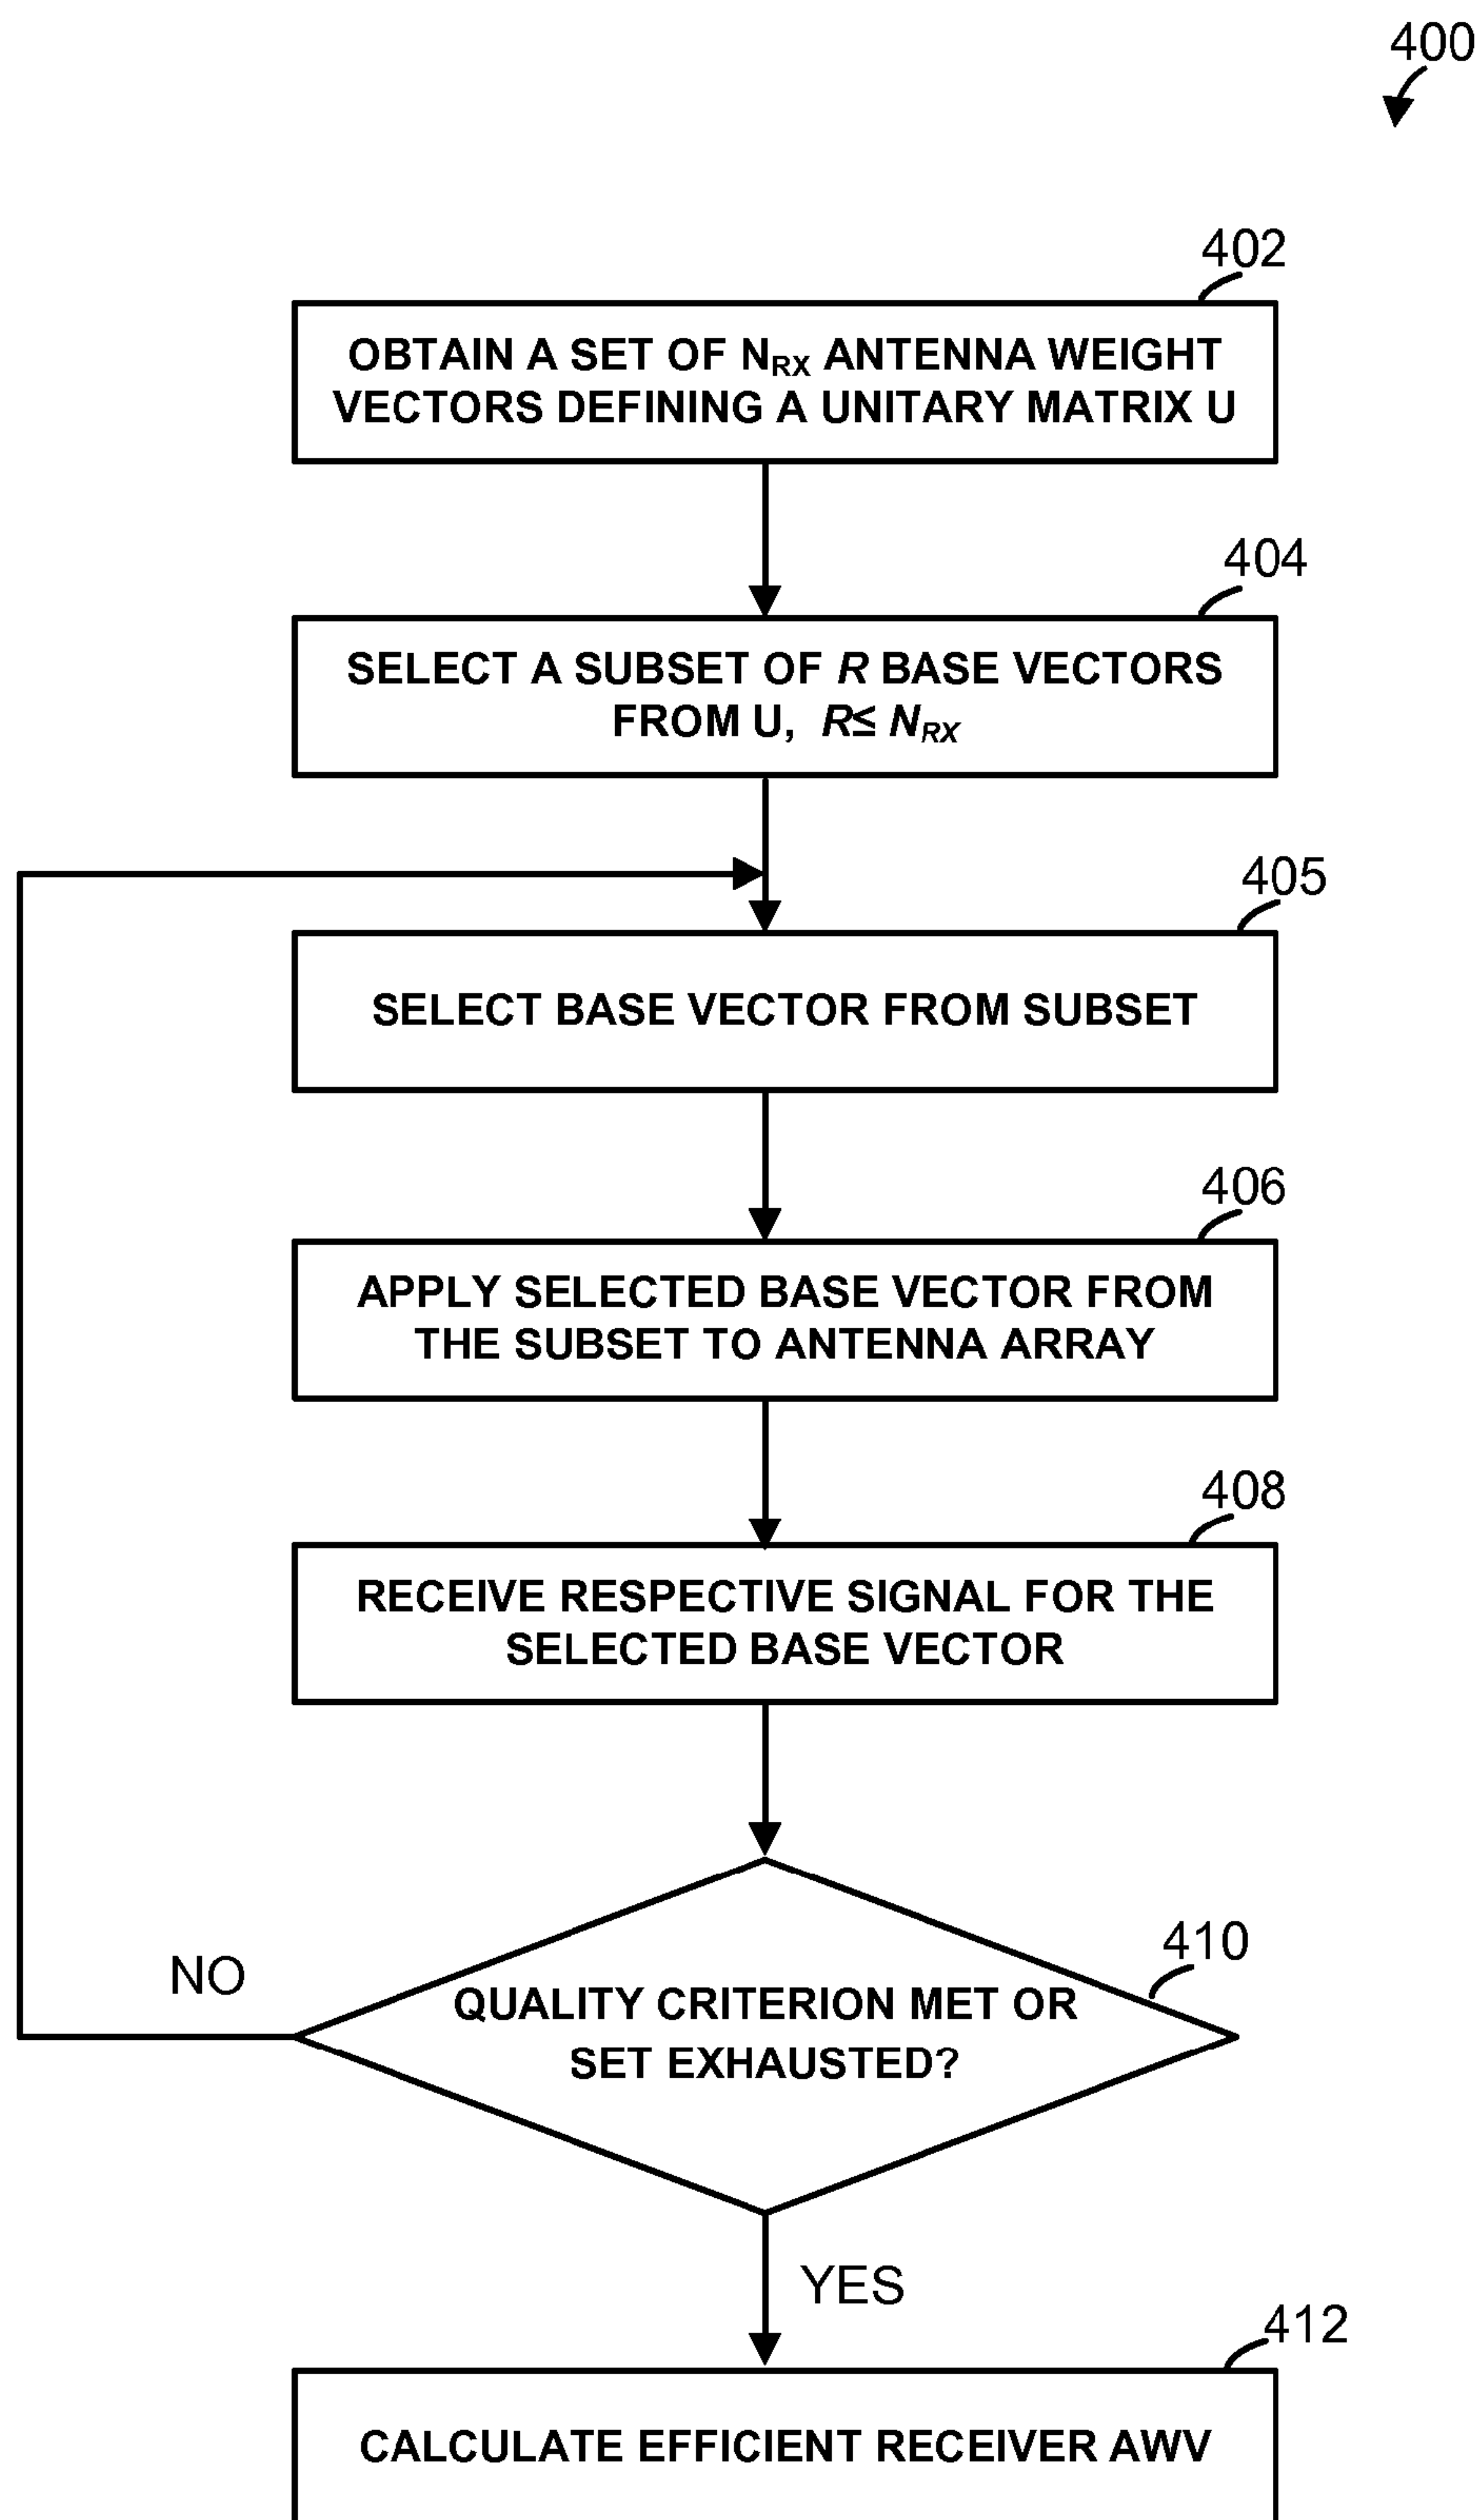 400
402
OBTAIN A SET OF N_RX ANTENNA WEIGHT
VECTORS DEFINING A UNITARY MATRIX U
404
SELECT A SUBSET OF R BASE VECTORS
FROM U, R≤ N_RX
405
SELECT BASE VECTOR FROM SUBSET
406
APPLY SELECTED BASE VECTOR FROM
THE SUBSET TO ANTENNA ARRAY
408
RECEIVE RESPECTIVE SIGNAL FOR THE
SELECTED BASE VECTOR
410
NO
QUALITY CRITERION MET OR
SET EXHAUSTED?
YES
412
CALCULATE EFFICIENT RECEIVER AWV